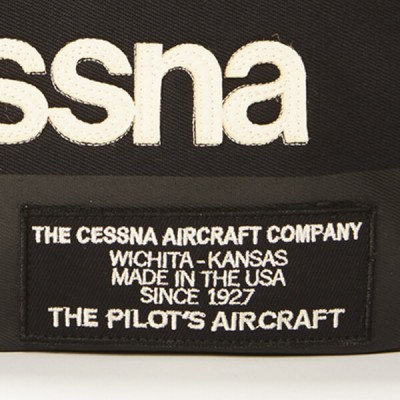 ssna
THE CESSNA AIRCRAFT COMPANY
WICHITA-KANSAS
MADE IN THE USA
SINCE 1927
THE PILOT'S AIRCRAFT